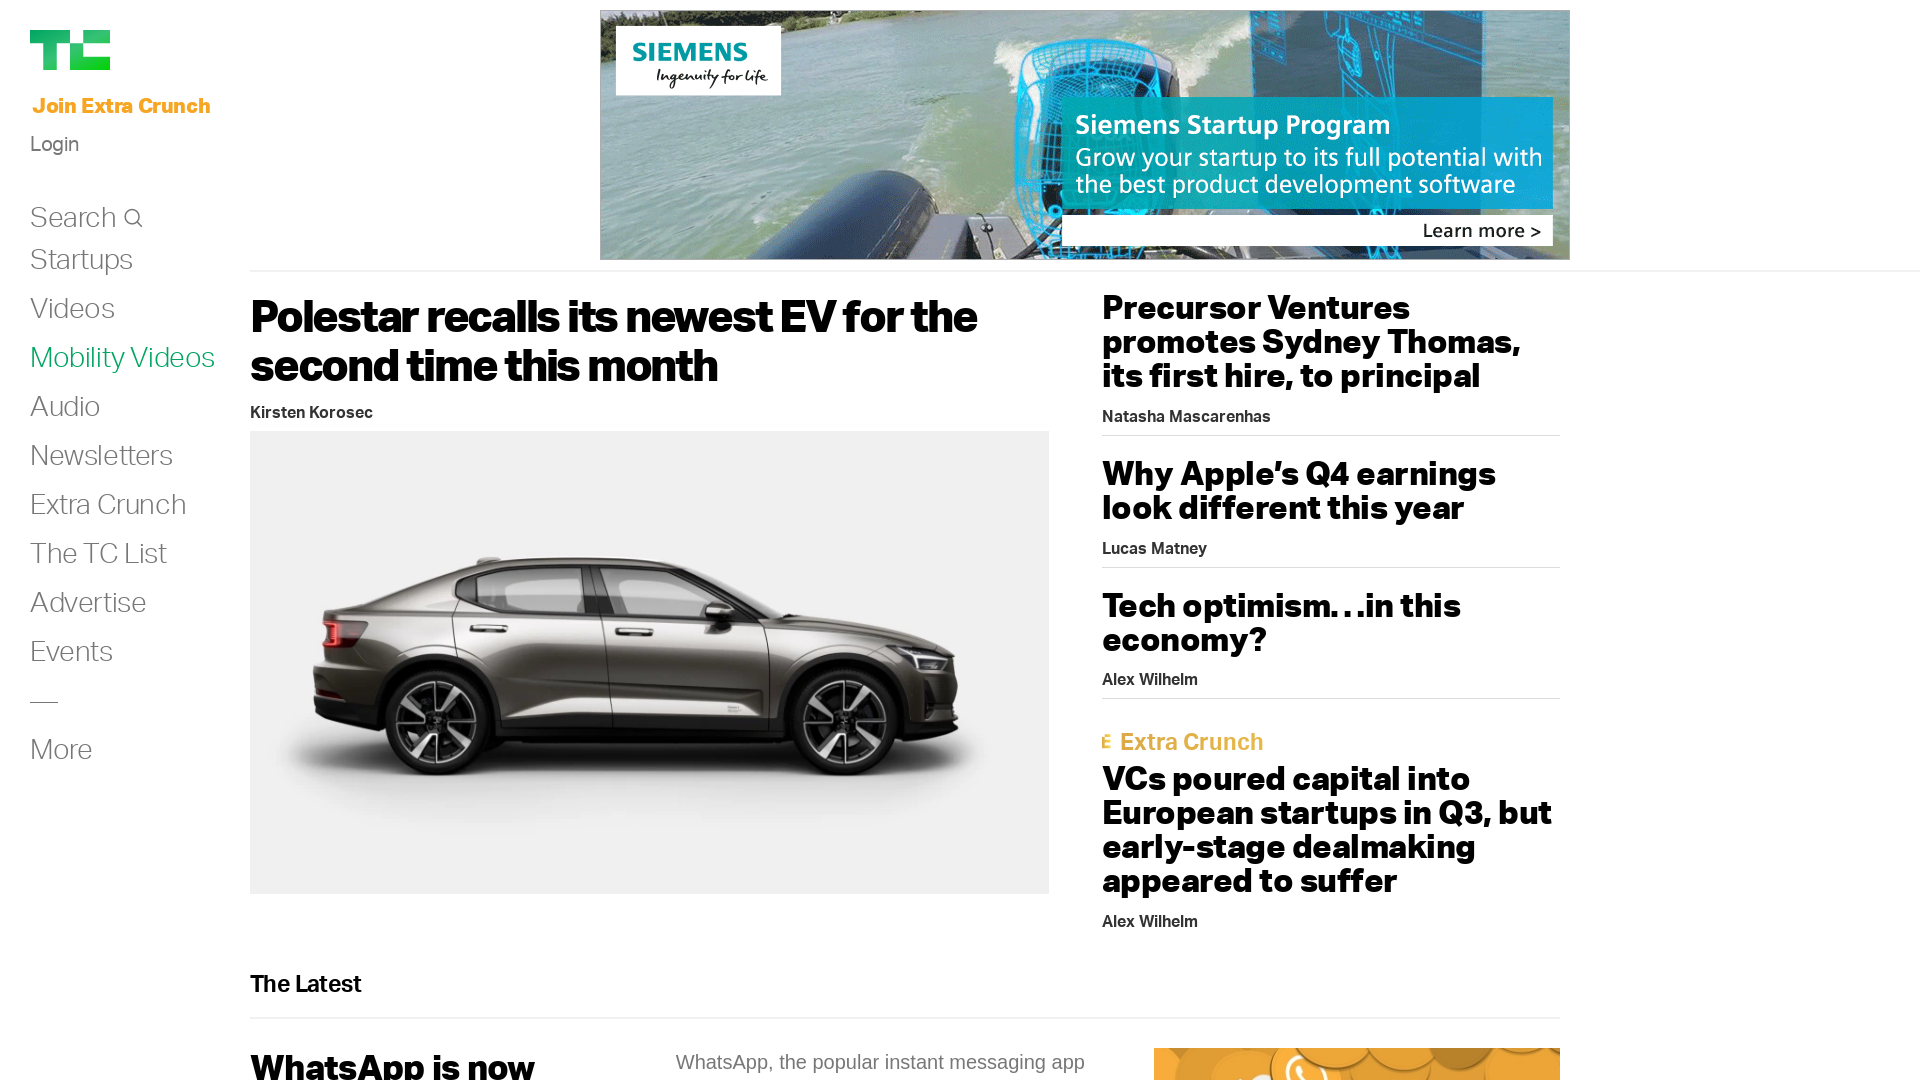 TC
Join Extra Crunch
Login
Search
Startups
Videos
Mobility Videos
Audio
Newsletters
Extra Crunch
The TC List
Advertise
Events
More
SIEMENS
Ingenuity for life
Siemens Startup Program
Grow your startup to its full potential with
the best product development software
Learn more >
Polestar recalls its newest EV for the
second time this month
Kirsten Korosec
Precursor Ventures
promotes Sydney Thomas,
its first hire, to principal
Natasha Mascarenhas
Why Apple’s Q4 earnings
look different this year
Lucas Matney
Tech optimism…in this
economy?
Alex Wilhelm
Extra Crunch
VCs poured capital into
European startups in Q3, but
early-stage dealmaking
appeared to suffer
Alex Wilhelm
The Latest
WhatsApp is now
WhatsApp, the popular instant messaging app